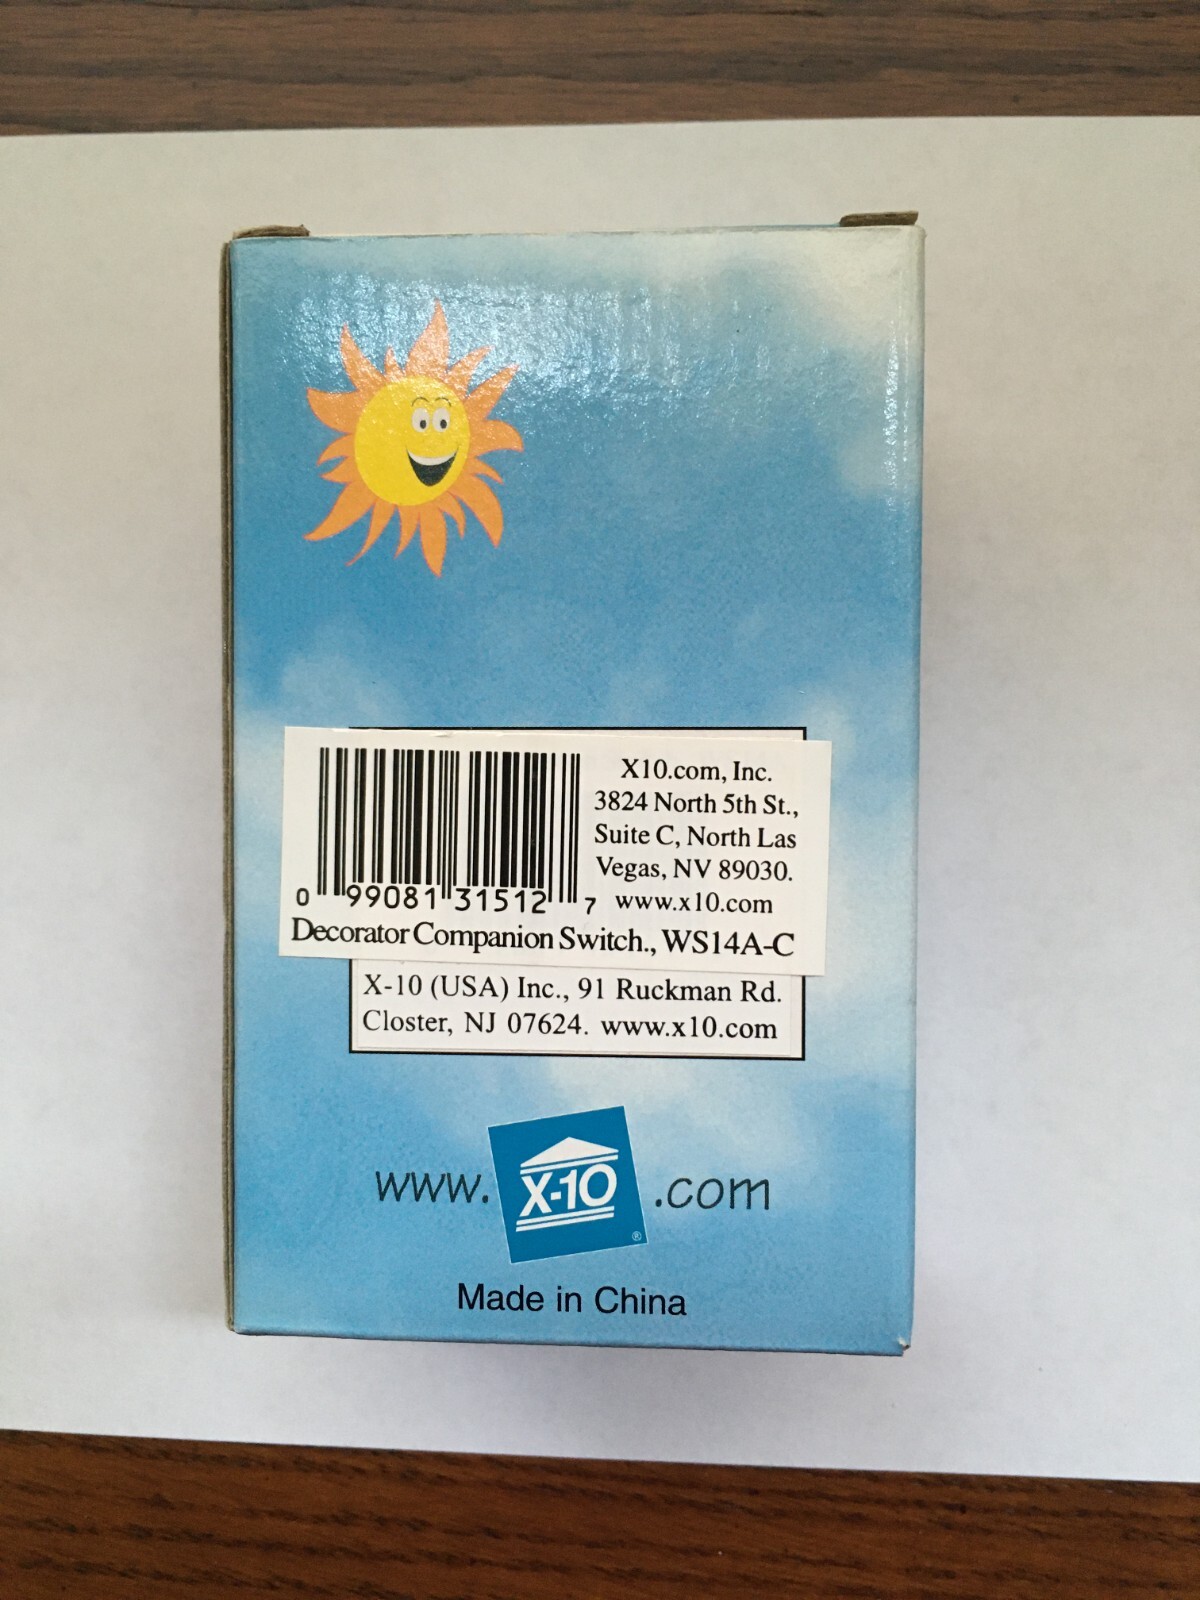 X10.com, Inc.
3824 North 5th St.,
Suite C, North Las
Vegas, NV 89030.
www.x10.com
0 99081 31512 7
Decorator Companion Switch., WS14A-C
X-10 (USA) Inc., 91 Ruckman Rd.
Closter, NJ 07624. www.x10.com
www. X-10 ® .com
Made in China